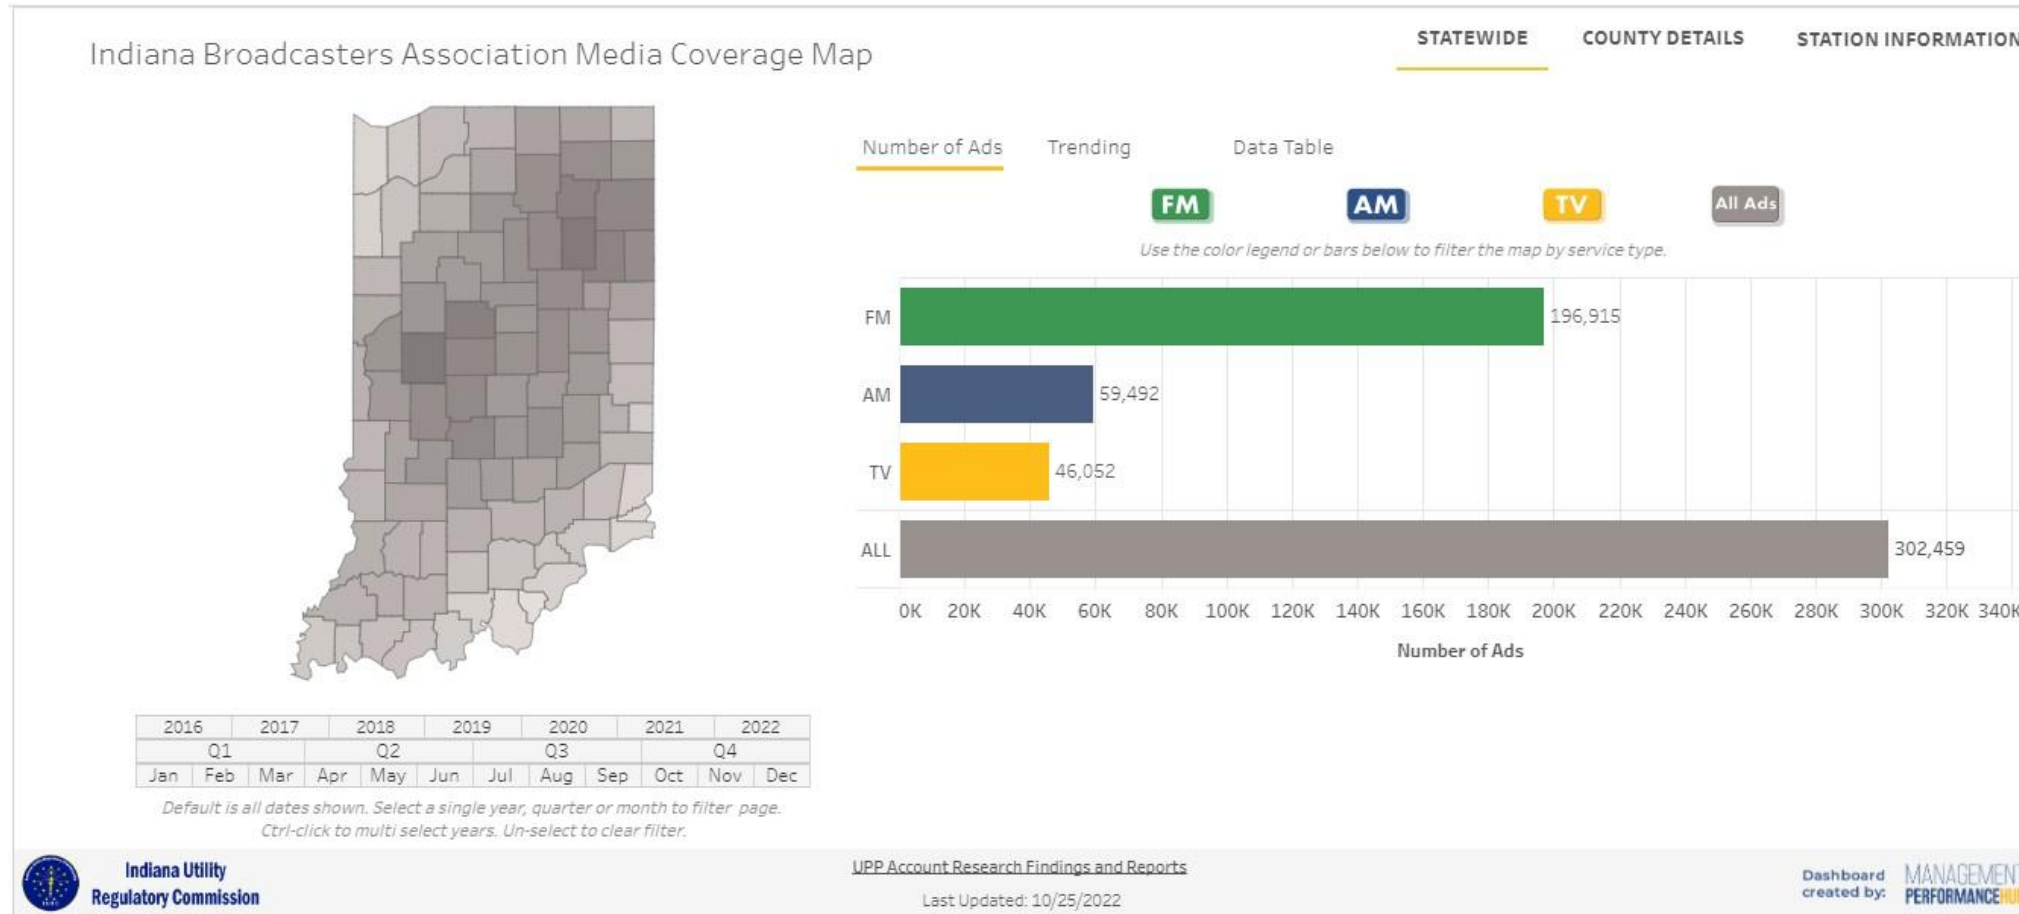 Indiana Broadcasters Association Media Coverage Map
STATEWIDE COUNTY DETAILS STATION INFORMATION
Number of Ads Trending Data Table
FM AM TV All Ads
Use the color legend or bars below to filter the map by service type.
FM 196,915
AM 59,492
TV 46,052
ALL 302,459
0K 20K 40K 60K 80K 100K 120K 140K 160K 180K 200K 220K 240K 260K 280K 300K 320K 340K
Number of Ads
2016 2017 2018 2019 2020 2021 2022
Q1 Q2 Q3 Q4
Jan Feb Mar Apr May Jun Jul Aug Sep Oct Nov Dec
Default is all dates shown. Select a single year, quarter or month to filter page.
Ctrl-click to multi select years. Un-select to clear filter.
Indiana Utility
Regulatory Commission
UPP Account Research Findings and Reports
Last Updated: 10/25/2022
Dashboard
created by:
MANAGEMENT
PERFORMANCEHUB